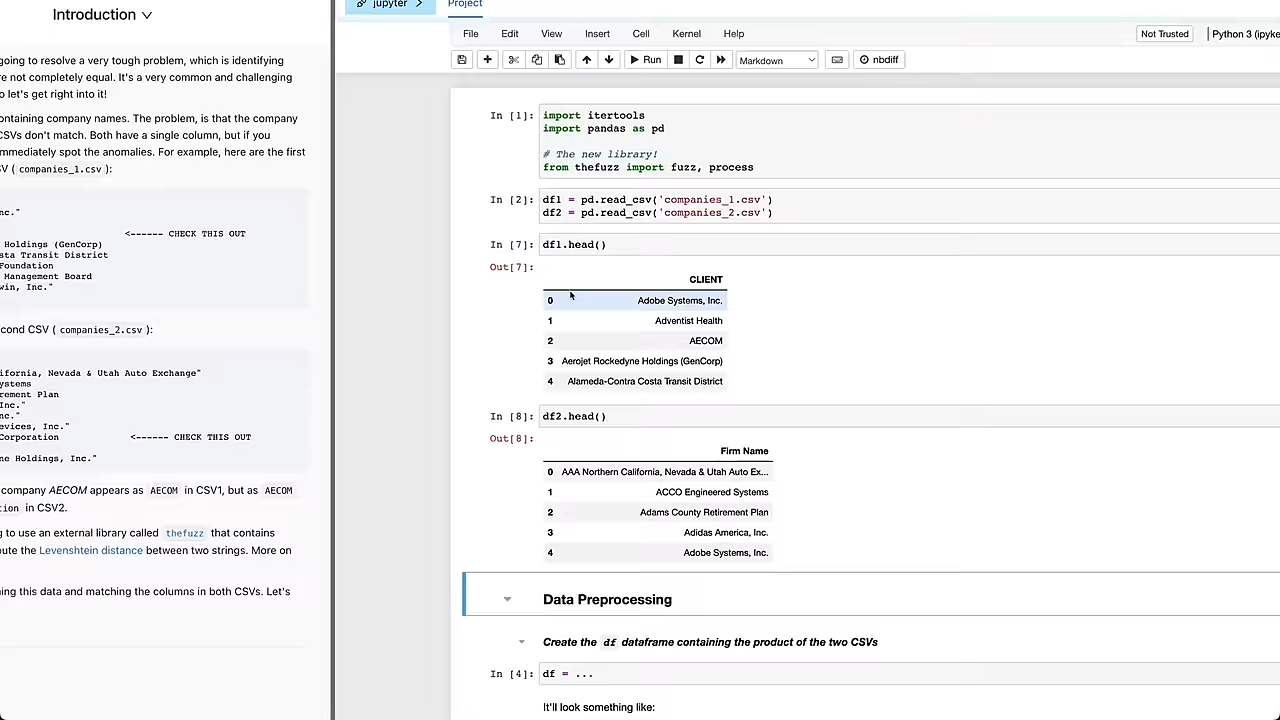 Introduction
going to resolve a very tough problem, which is identifying
re not completely equal. It's a very common and challenging
o let's get right into it!
ontaining company names. The problem, is that the company
CSVs don't match. Both have a single column, but if you
mmediately spot the anomalies. For example, here are the first
SV ( companies_1.csv ):
nc."
<------ CHECK THIS OUT
Holdings (GenCorp)
sta Transit District
Foundation
Management Board
win, Inc."
cond CSV ( companies_2.csv ):
ifornia, Nevada & Utah Auto Exchange"
ystems
rement Plan
Inc."
nc."
evices, Inc."
Corporation <------ CHECK THIS OUT
ne Holdings, Inc."
company AECOM appears as AECOM in CSV1, but as AECOM
ion in CSV2.
g to use an external library called thefuzz that contains
ute the Levenshtein distance between two strings. More on
ning this data and matching the columns in both CSVs. Let's
jupyter
Project
File Edit View Insert Cell Kernel Help
Not Trusted Python 3 (ipyke
Run Markdown nbdiff
In [1]: import itertools
import pandas as pd
# The new library!
from thefuzz import fuzz, process
In [2]: df1 = pd.read_csv('companies_1.csv')
df2 = pd.read_csv('companies_2.csv')
In [7]: df1.head()
Out[7]:
CLIENT
0 Adobe Systems, Inc.
1 Adventist Health
2 AECOM
3 Aerojet Rockedyne Holdings (GenCorp)
4 Alameda-Contra Costa Transit District
In [8]: df2.head()
Out[8]:
Firm Name
0 AAA Northern California, Nevada & Utah Auto Ex...
1 ACCO Engineered Systems
2 Adams County Retirement Plan
3 Adidas America, Inc.
4 Adobe Systems, Inc.
Data Preprocessing
Create the df dataframe containing the product of the two CSVs
In [4]: df = ...
It'll look something like: